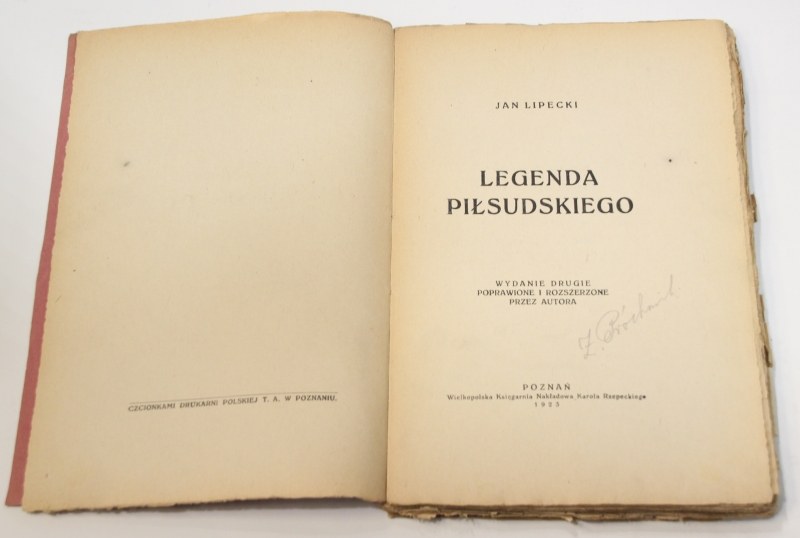 CZCIONKAMI DRUKARNI POLSKIEJ T. A. W POZNANIU.
JAN LIPECKI
LEGENDA
PIŁSUDSKIEGO
WYDANIE DRUGIE
POPRAWIONE I ROZSZERZONE
PRZEZ AUTORA
POZNAŃ
Wielkopolska Księgarnia Nakładowa Karola Rzepeckiego
1923